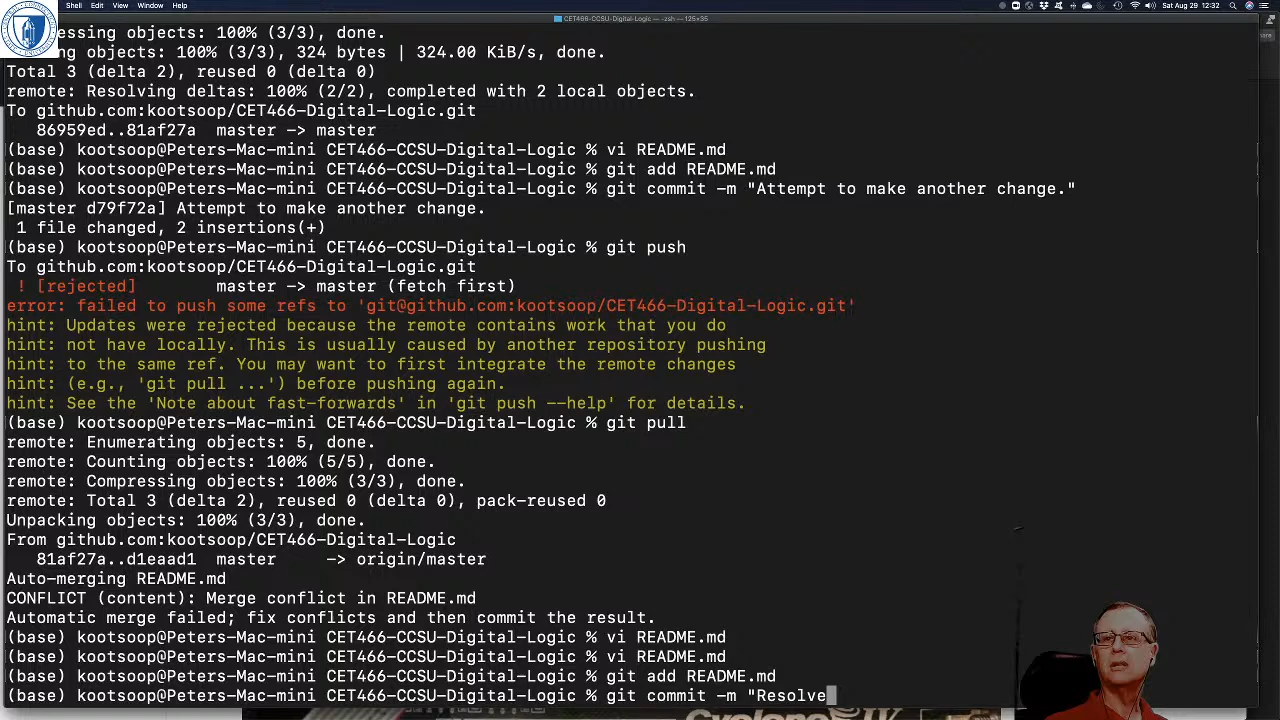 Shell Edit View Window Help
Sat Aug 29 12:32
CET466-CCSU-Digital-Logic — -zsh — 125×35
essing objects: 100% (3/3), done.
ng objects: 100% (3/3), 324 bytes | 324.00 KiB/s, done.
Total 3 (delta 2), reused 0 (delta 0)
remote: Resolving deltas: 100% (2/2), completed with 2 local objects.
To github.com:kootsoop/CET466-Digital-Logic.git
86959ed..81af27a master -> master
(base) kootsoop@Peters-Mac-mini CET466-CCSU-Digital-Logic % vi README.md
(base) kootsoop@Peters-Mac-mini CET466-CCSU-Digital-Logic % git add README.md
(base) kootsoop@Peters-Mac-mini CET466-CCSU-Digital-Logic % git commit -m "Attempt to make another change."
[master d79f72a] Attempt to make another change.
1 file changed, 2 insertions(+)
(base) kootsoop@Peters-Mac-mini CET466-CCSU-Digital-Logic % git push
To github.com:kootsoop/CET466-Digital-Logic.git
! [rejected] master -> master (fetch first)
error: failed to push some refs to 'git@github.com:kootsoop/CET466-Digital-Logic.git'
hint: Updates were rejected because the remote contains work that you do
hint: not have locally. This is usually caused by another repository pushing
hint: to the same ref. You may want to first integrate the remote changes
hint: (e.g., 'git pull ...') before pushing again.
hint: See the 'Note about fast-forwards' in 'git push --help' for details.
(base) kootsoop@Peters-Mac-mini CET466-CCSU-Digital-Logic % git pull
remote: Enumerating objects: 5, done.
remote: Counting objects: 100% (5/5), done.
remote: Compressing objects: 100% (3/3), done.
remote: Total 3 (delta 2), reused 0 (delta 0), pack-reused 0
Unpacking objects: 100% (3/3), done.
From github.com:kootsoop/CET466-Digital-Logic
81af27a..d1eaad1 master -> origin/master
Auto-merging README.md
CONFLICT (content): Merge conflict in README.md
Automatic merge failed; fix conflicts and then commit the result.
(base) kootsoop@Peters-Mac-mini CET466-CCSU-Digital-Logic % vi README.md
(base) kootsoop@Peters-Mac-mini CET466-CCSU-Digital-Logic % vi README.md
(base) kootsoop@Peters-Mac-mini CET466-CCSU-Digital-Logic % git add README.md
(base) kootsoop@Peters-Mac-mini CET466-CCSU-Digital-Logic % git commit -m "Resolve